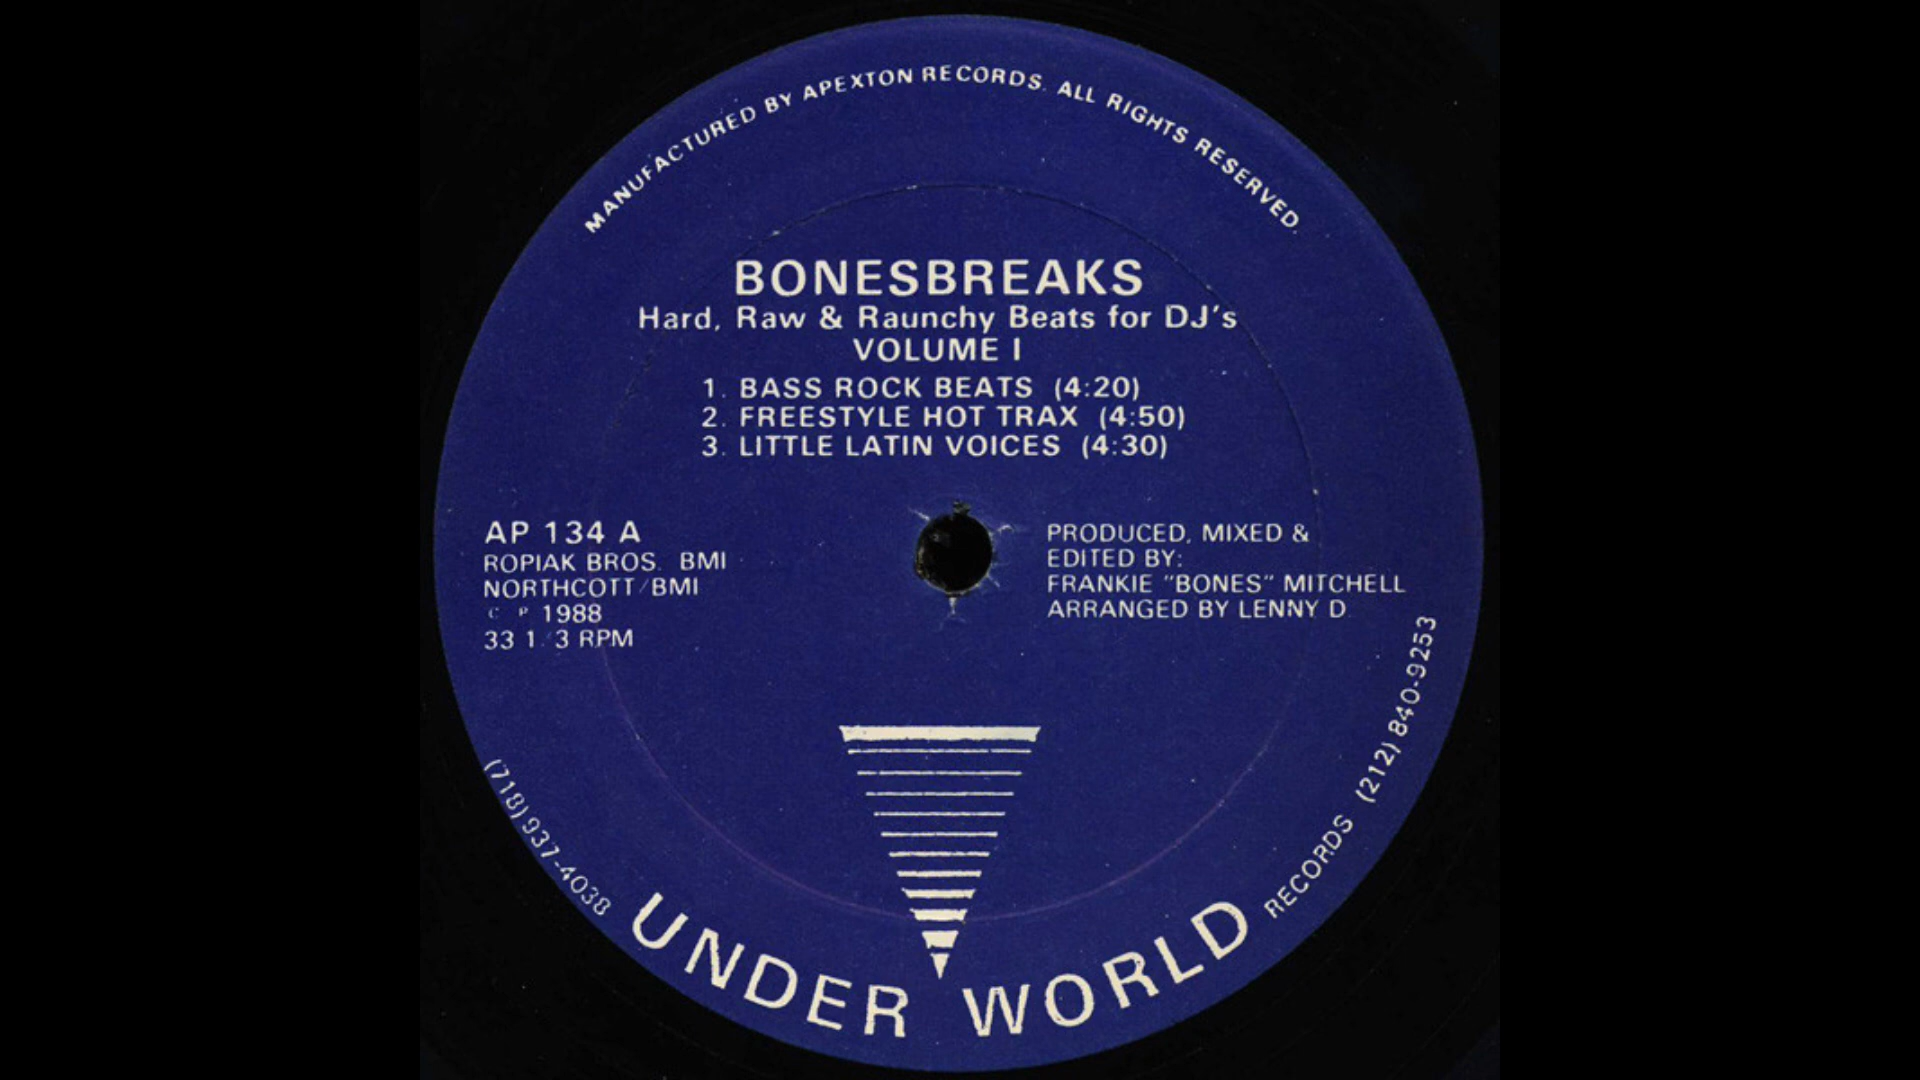 MANUFACTURED BY APEXTON RECORDS. ALL RIGHTS RESERVED.
BONESBREAKS
Hard, Raw & Raunchy Beats for DJ's
VOLUME I
1. BASS ROCK BEATS (4:20)
2. FREESTYLE HOT TRAX (4:50)
3. LITTLE LATIN VOICES (4:30)
AP 134 A
ROPIAK BROS. BMI
NORTHCOTT/BMI
C P 1988
33 1/3 RPM
PRODUCED, MIXED &
EDITED BY:
FRANKIE "BONES" MITCHELL
ARRANGED BY LENNY D.
(718) 937-4038
UNDER WORLD
RECORDS (212) 840-9253